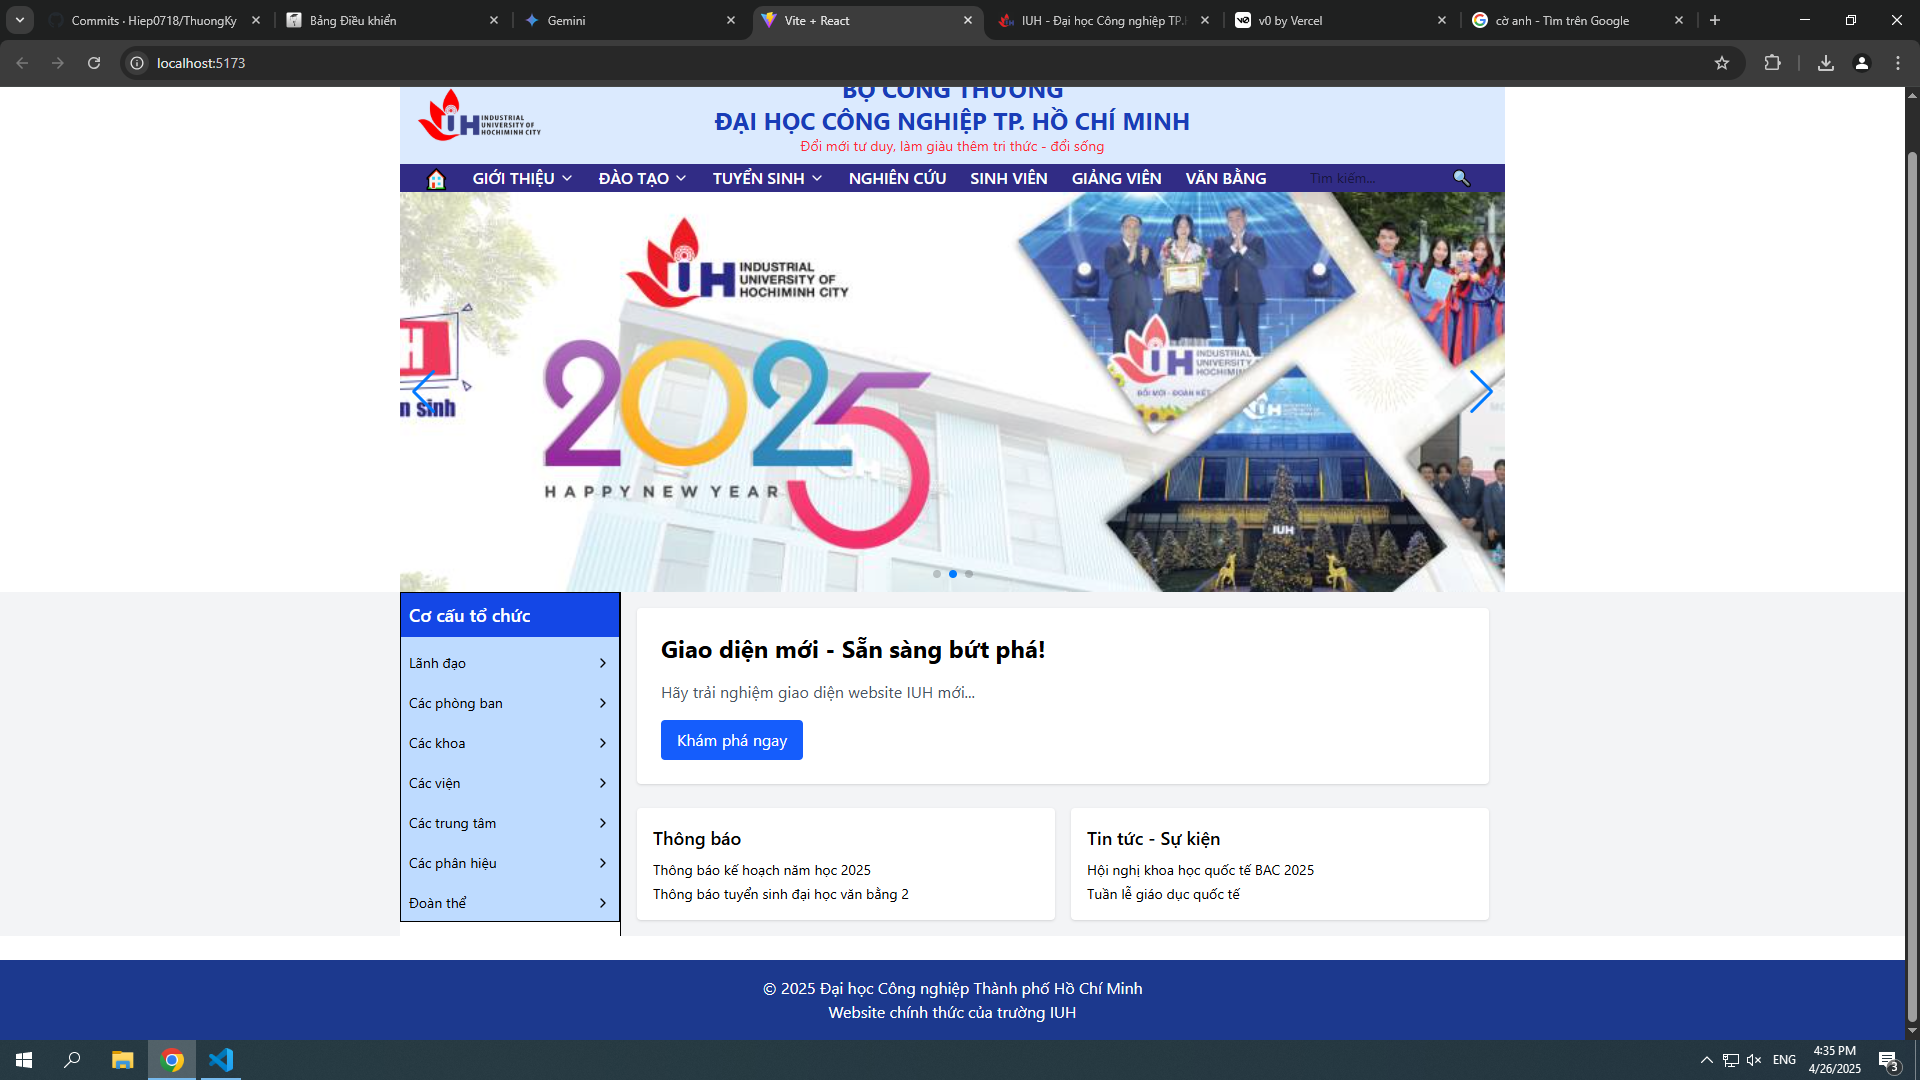 Commits · Hiep0718/ThuongKy
Bảng Điều khiển
Gemini
Vite + React
IUH - Đại học Công nghiệp TP.
v0 by Vercel
cờ anh - Tìm trên Google
localhost:5173
INDUSTRIAL
UNIVERSITY OF
HOCHIMINH CITY
BỘ CÔNG THƯƠNG
ĐẠI HỌC CÔNG NGHIỆP TP. HỒ CHÍ MINH
Đổi mới tư duy, làm giàu thêm tri thức - đổi sống
GIỚI THIỆU
ĐÀO TẠO
TUYỂN SINH
NGHIÊN CỨU
SINH VIÊN
GIẢNG VIÊN
VĂN BẰNG
Tìm kiếm...
IUH
INDUSTRIAL
UNIVERSITY OF
HOCHIMINH CITY
2025
HAPPY NEW YEAR
n sinh
IUH
INDUSTRIAL
UNIVERSITY
HOCHIMINH
ĐỔI MỚI - ĐOÀN KẾT
IUH
Cơ cấu tổ chức
Lãnh đạo
Các phòng ban
Các khoa
Các viện
Các trung tâm
Các phân hiệu
Đoàn thể
Giao diện mới - Sẵn sàng bứt phá!
Hãy trải nghiệm giao diện website IUH mới...
Khám phá ngay
Thông báo
Thông báo kế hoạch năm học 2025
Thông báo tuyển sinh đại học văn bằng 2
Tin tức - Sự kiện
Hội nghị khoa học quốc tế BAC 2025
Tuần lễ giáo dục quốc tế
© 2025 Đại học Công nghiệp Thành phố Hồ Chí Minh
Website chính thức của trường IUH
ENG
4:35 PM
4/26/2025
3